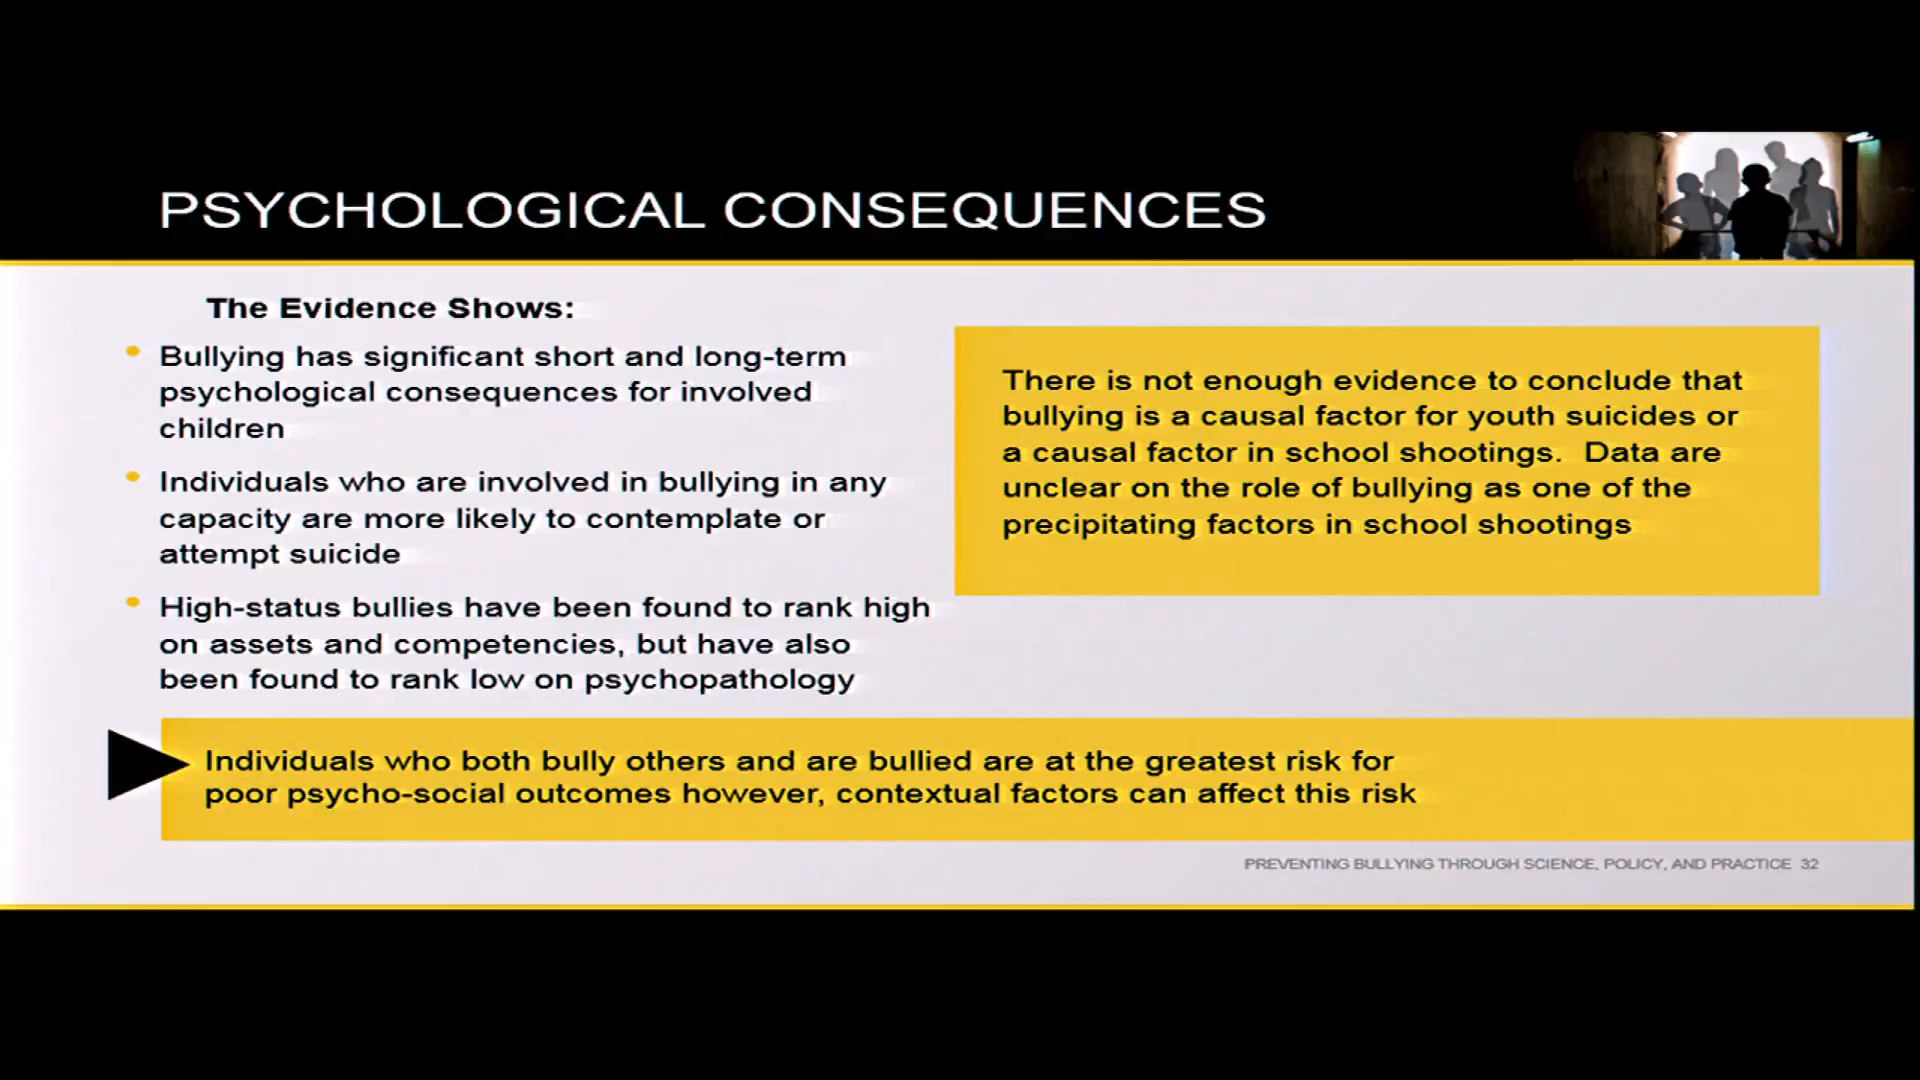 PSYCHOLOGICAL CONSEQUENCES
The Evidence Shows:
Bullying has significant short and long-term
psychological consequences for involved
children
Individuals who are involved in bullying in any
capacity are more likely to contemplate or
attempt suicide
High-status bullies have been found to rank high
on assets and competencies, but have also
been found to rank low on psychopathology
There is not enough evidence to conclude that
bullying is a causal factor for youth suicides or
a causal factor in school shootings. Data are
unclear on the role of bullying as one of the
precipitating factors in school shootings
Individuals who both bully others and are bullied are at the greatest risk for
poor psycho-social outcomes however, contextual factors can affect this risk
PREVENTING BULLYING THROUGH SCIENCE, POLICY, AND PRACTICE 32